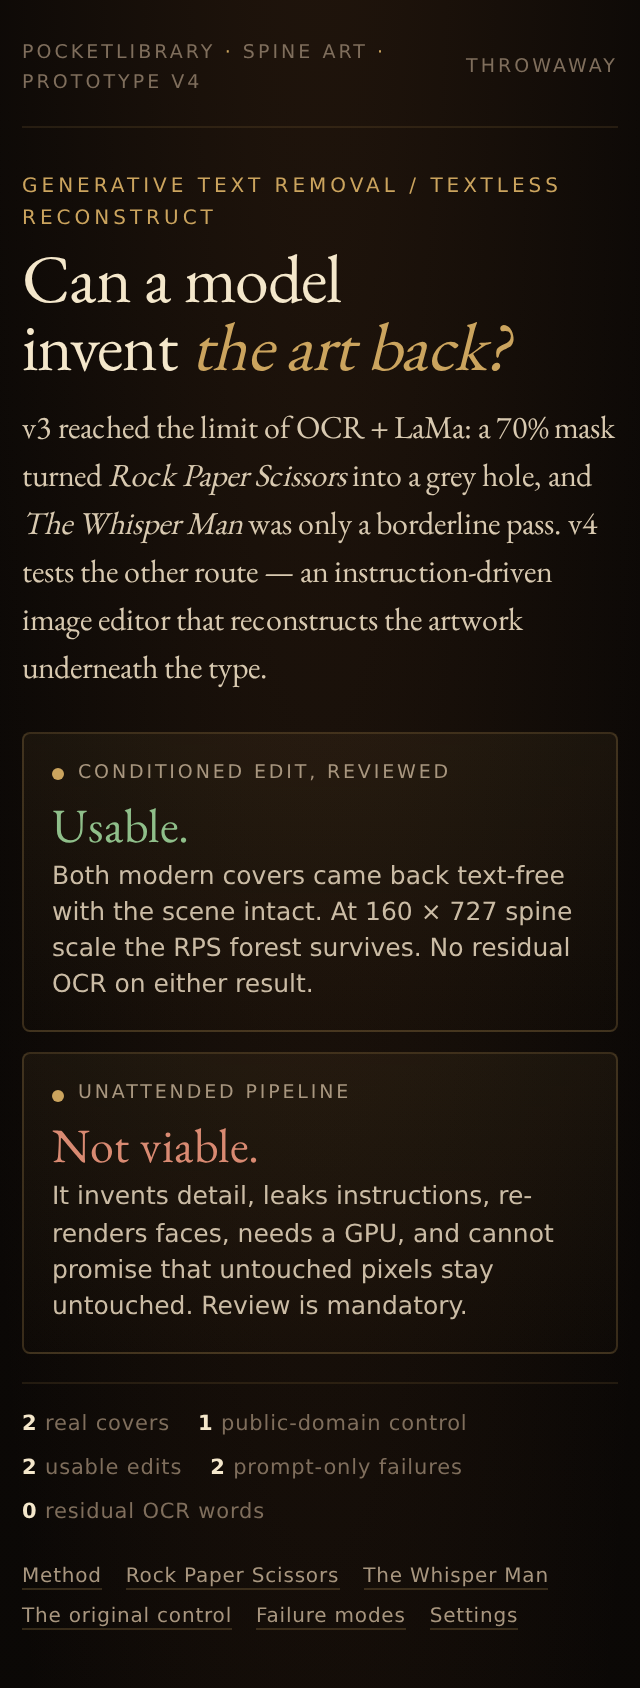 POCKETLIBRARY · SPINE ART ·
PROTOTYPE V4
THROWAWAY
GENERATIVE TEXT REMOVAL / TEXTLESS
RECONSTRUCT
Can a model
invent the art back?
v3 reached the limit of OCR + LaMa: a 70% mask
turned Rock Paper Scissors into a grey hole, and
The Whisper Man was only a borderline pass. v4
tests the other route — an instruction-driven
image editor that reconstructs the artwork
underneath the type.
CONDITIONED EDIT, REVIEWED
Usable.
Both modern covers came back text-free
with the scene intact. At 160 × 727 spine
scale the RPS forest survives. No residual
OCR on either result.
UNATTENDED PIPELINE
Not viable.
It invents detail, leaks instructions, re-
renders faces, needs a GPU, and cannot
promise that untouched pixels stay
untouched. Review is mandatory.
2 real covers 1 public-domain control
2 usable edits 2 prompt-only failures
0 residual OCR words
Method Rock Paper Scissors The Whisper Man
The original control Failure modes Settings